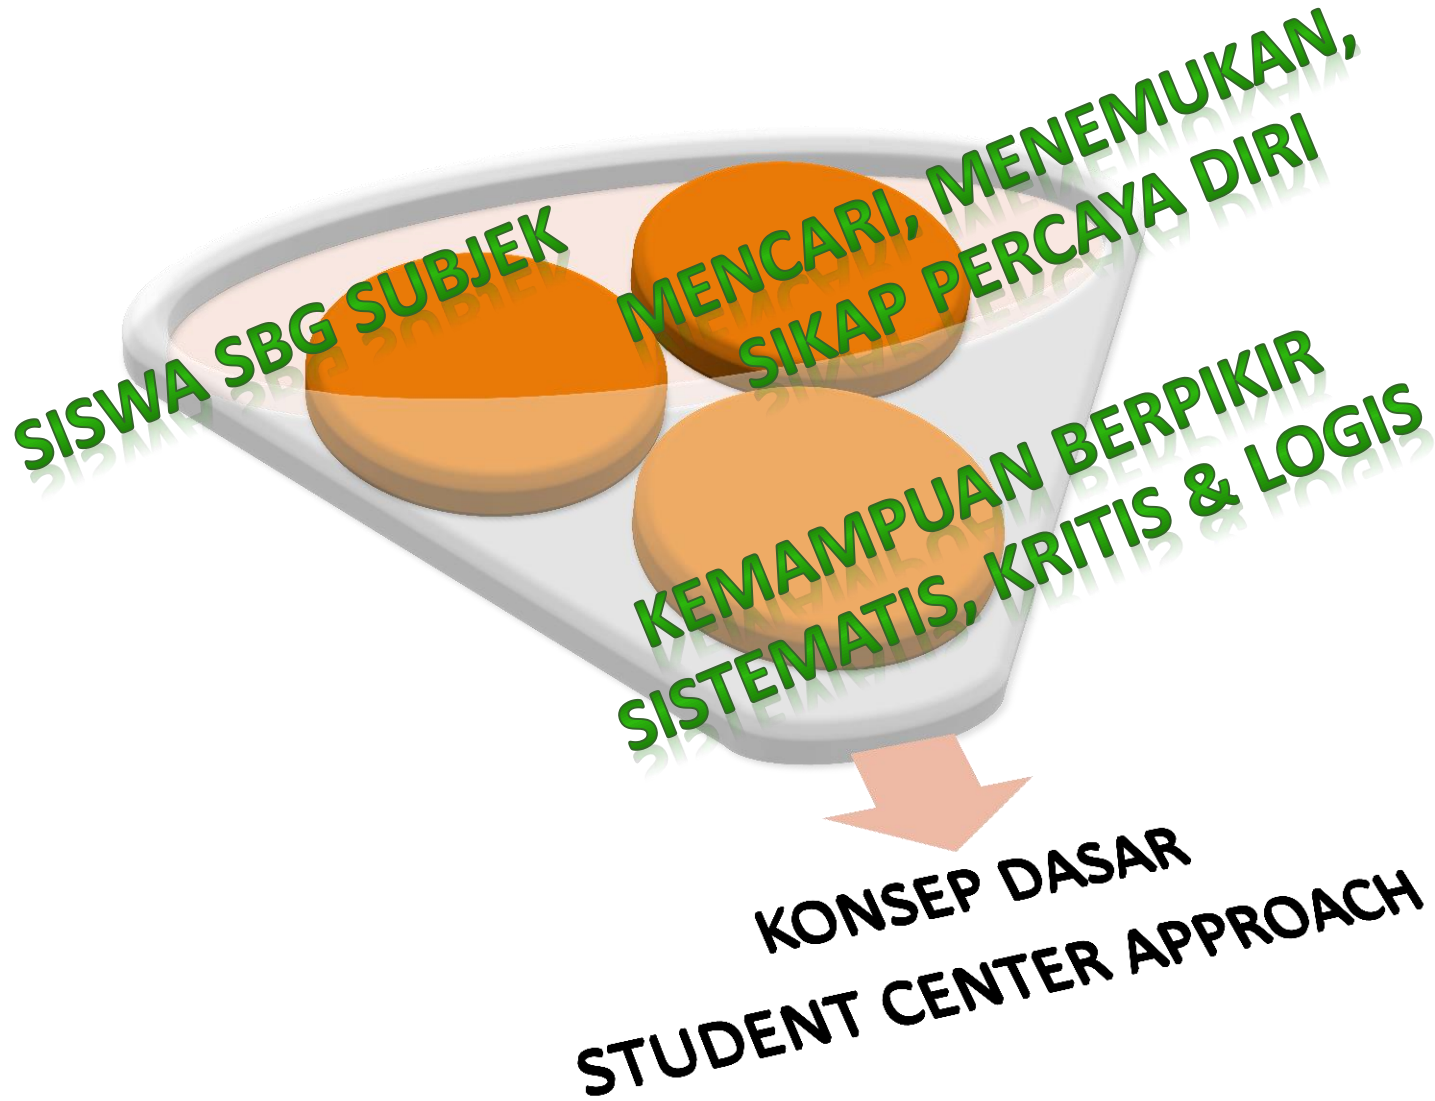 SISWA SBG SUBJEK
MENCARI, MENEMUKAN,
SIKAP PERCAYA DIRI
KEMAMPUAN BERPIKIR
SISTEMATIS, KRITIS & LOGIS
KONSEP DASAR
STUDENT CENTER APPROACH